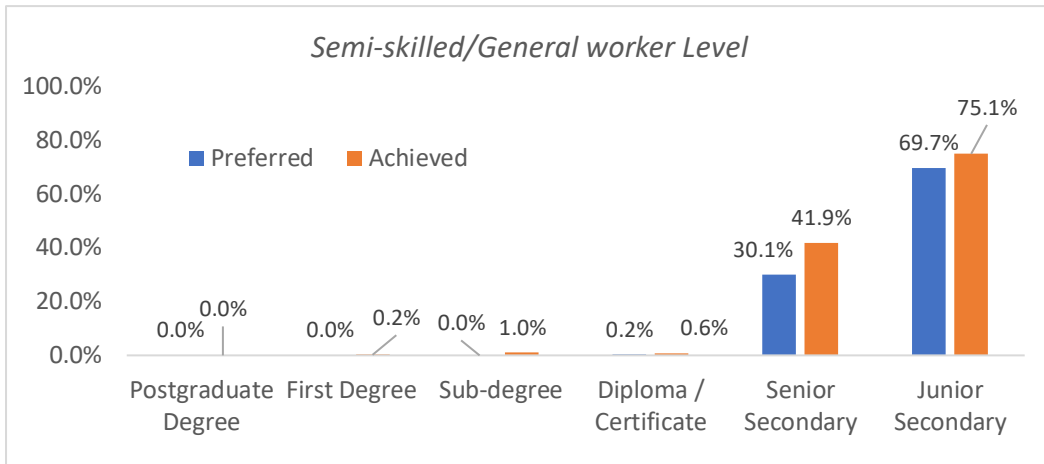 Semi-skilled/General worker Level
100.0%
80.0%
60.0%
40.0%
20.0%
0.0%
Preferred Achieved
0.0% 0.0%
0.0% 0.2%
0.0% 1.0%
0.2% 0.6%
30.1% 41.9%
69.7% 75.1%
Postgraduate
Degree
First Degree
Sub-degree
Diploma /
Certificate
Senior
Secondary
Junior
Secondary